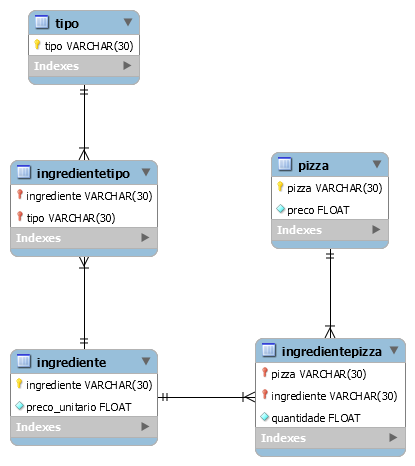 tipo
tipo VARCHAR(30)
Indexes
ingredientetipo
ingrediente VARCHAR(30)
tipo VARCHAR(30)
Indexes
pizza
pizza VARCHAR(30)
preco FLOAT
Indexes
ingrediente
ingrediente VARCHAR(30)
preco_unitario FLOAT
Indexes
ingredientepizza
pizza VARCHAR(30)
ingrediente VARCHAR(30)
quantidade FLOAT
Indexes